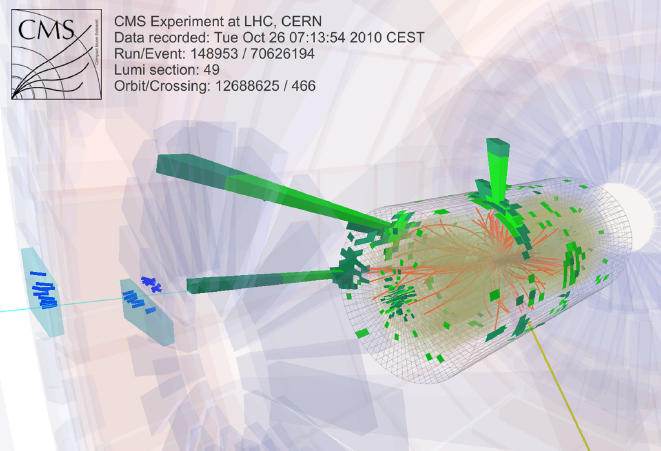 CMS
CMS Experiment at LHC, CERN
Data recorded: Tue Oct 26 07:13:54 2010 CEST
Run/Event: 148953 / 70626194
Lumi section: 49
Orbit/Crossing: 12688625 / 466